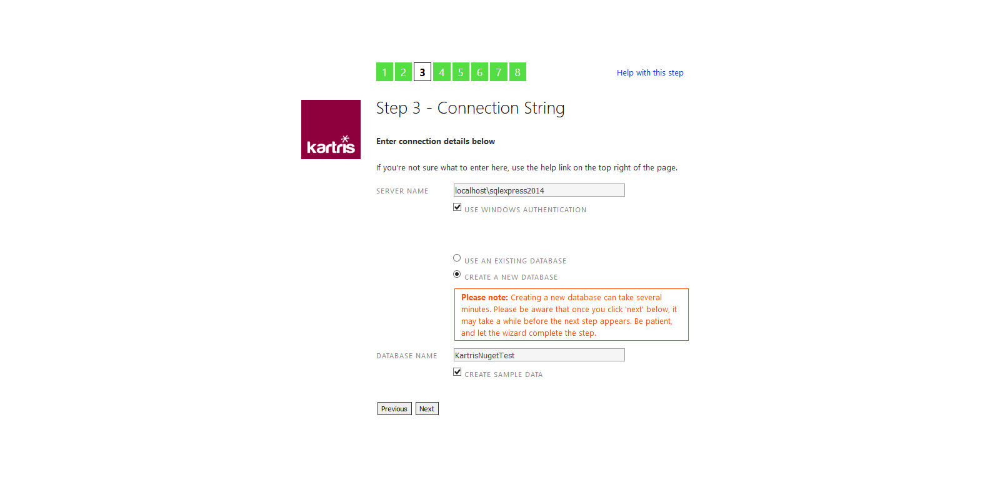 1 2 3 4 5 6 7 8
Help with this step
kartris
Step 3 - Connection String
Enter connection details below
If you're not sure what to enter here, use the help link on the top right of the page.
SERVER NAME
localhost\sqlexpress2014
USE WINDOWS AUTHENTICATION
USE AN EXISTING DATABASE
CREATE A NEW DATABASE
Please note: Creating a new database can take several
minutes. Please be aware that once you click 'next' below, it
may take a while before the next step appears. Be patient,
and let the wizard complete the step.
DATABASE NAME
KartrisNugetTest
CREATE SAMPLE DATA
Previous Next